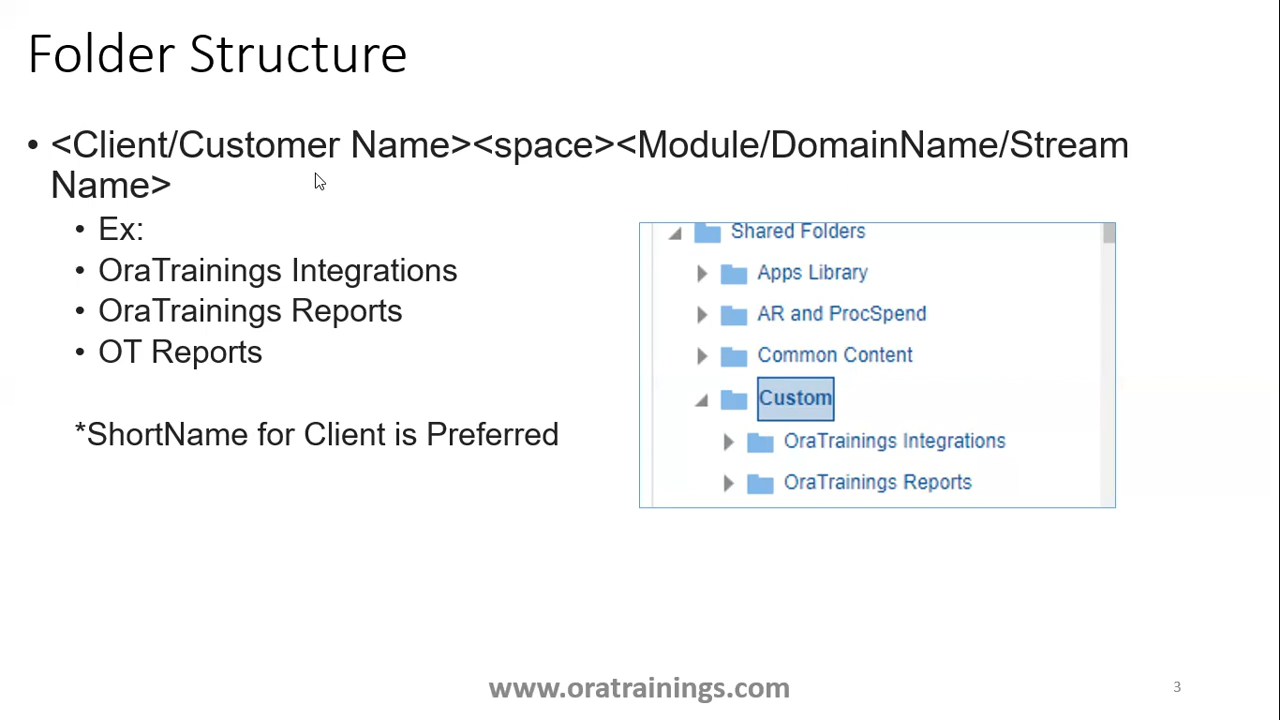 Folder Structure
• <Client/Customer Name><space><Module/DomainName/Stream
Name>
• Ex:
• OraTrainings Integrations
• OraTrainings Reports
• OT Reports
*ShortName for Client is Preferred
Shared Folders
Apps Library
AR and ProcSpend
Common Content
Custom
OraTrainings Integrations
OraTrainings Reports
www.oratrainings.com
3